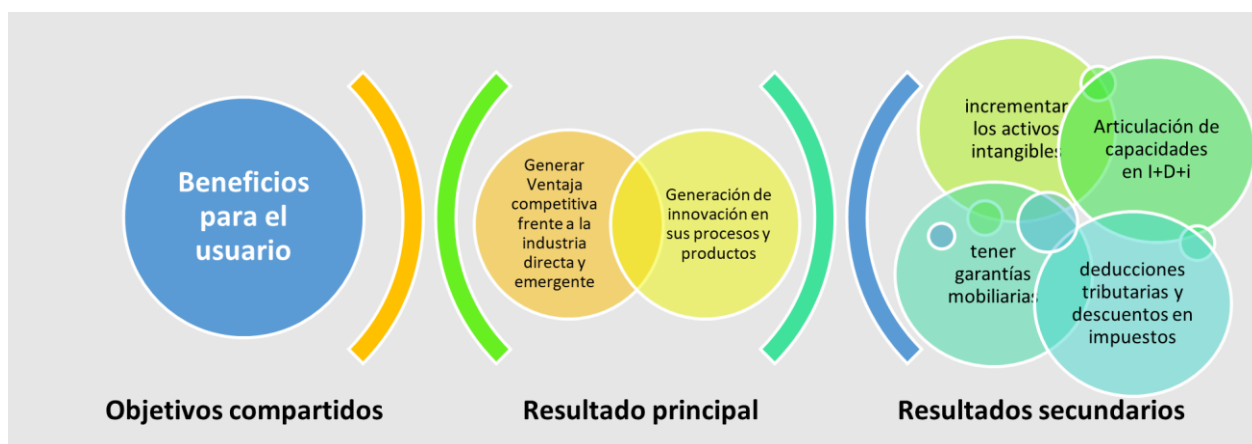 Beneficios
para el
usuario
Generar
Ventaja
competitiva
frente a la
industria
directa y
emergente
Generación de
innovación en
sus procesos y
productos
incrementar
los activos
intangibles
Articulación de
capacidades
en I+D+i
tener
garantías
mobiliarias
deducciones
tributarias y
descuentos en
impuestos
Objetivos compartidos
Resultado principal
Resultados secundarios